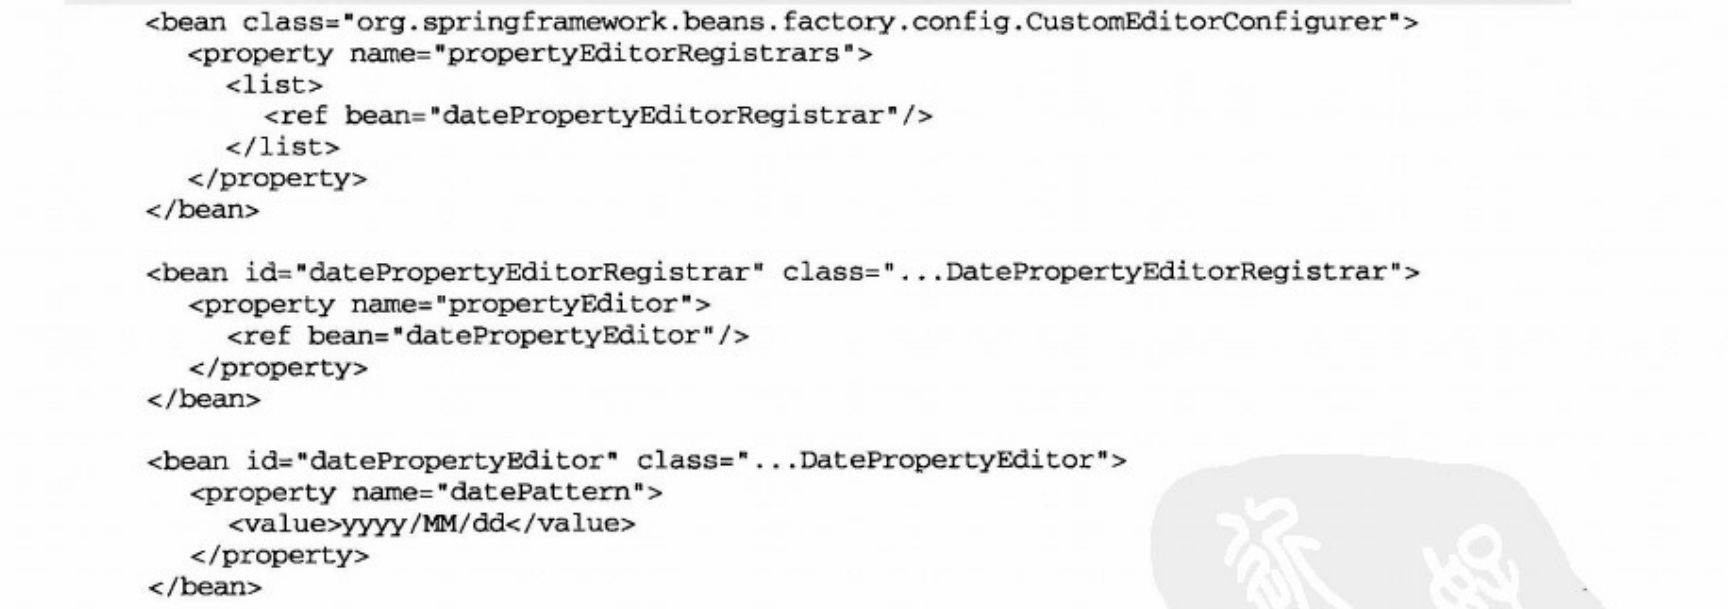 <bean class="org.springframework.beans.factory.config.CustomEditorConfigurer">
<property name="propertyEditorRegistrars">
<list>
<ref bean="datePropertyEditorRegistrar"/>
</list>
</property>
</bean>
<bean id="datePropertyEditorRegistrar" class="...DatePropertyEditorRegistrar">
<property name="propertyEditor">
<ref bean="datePropertyEditor"/>
</property>
</bean>
<bean id="datePropertyEditor" class="...DatePropertyEditor">
<property name="datePattern">
<value>yyyy/MM/dd</value>
</property>
</bean>